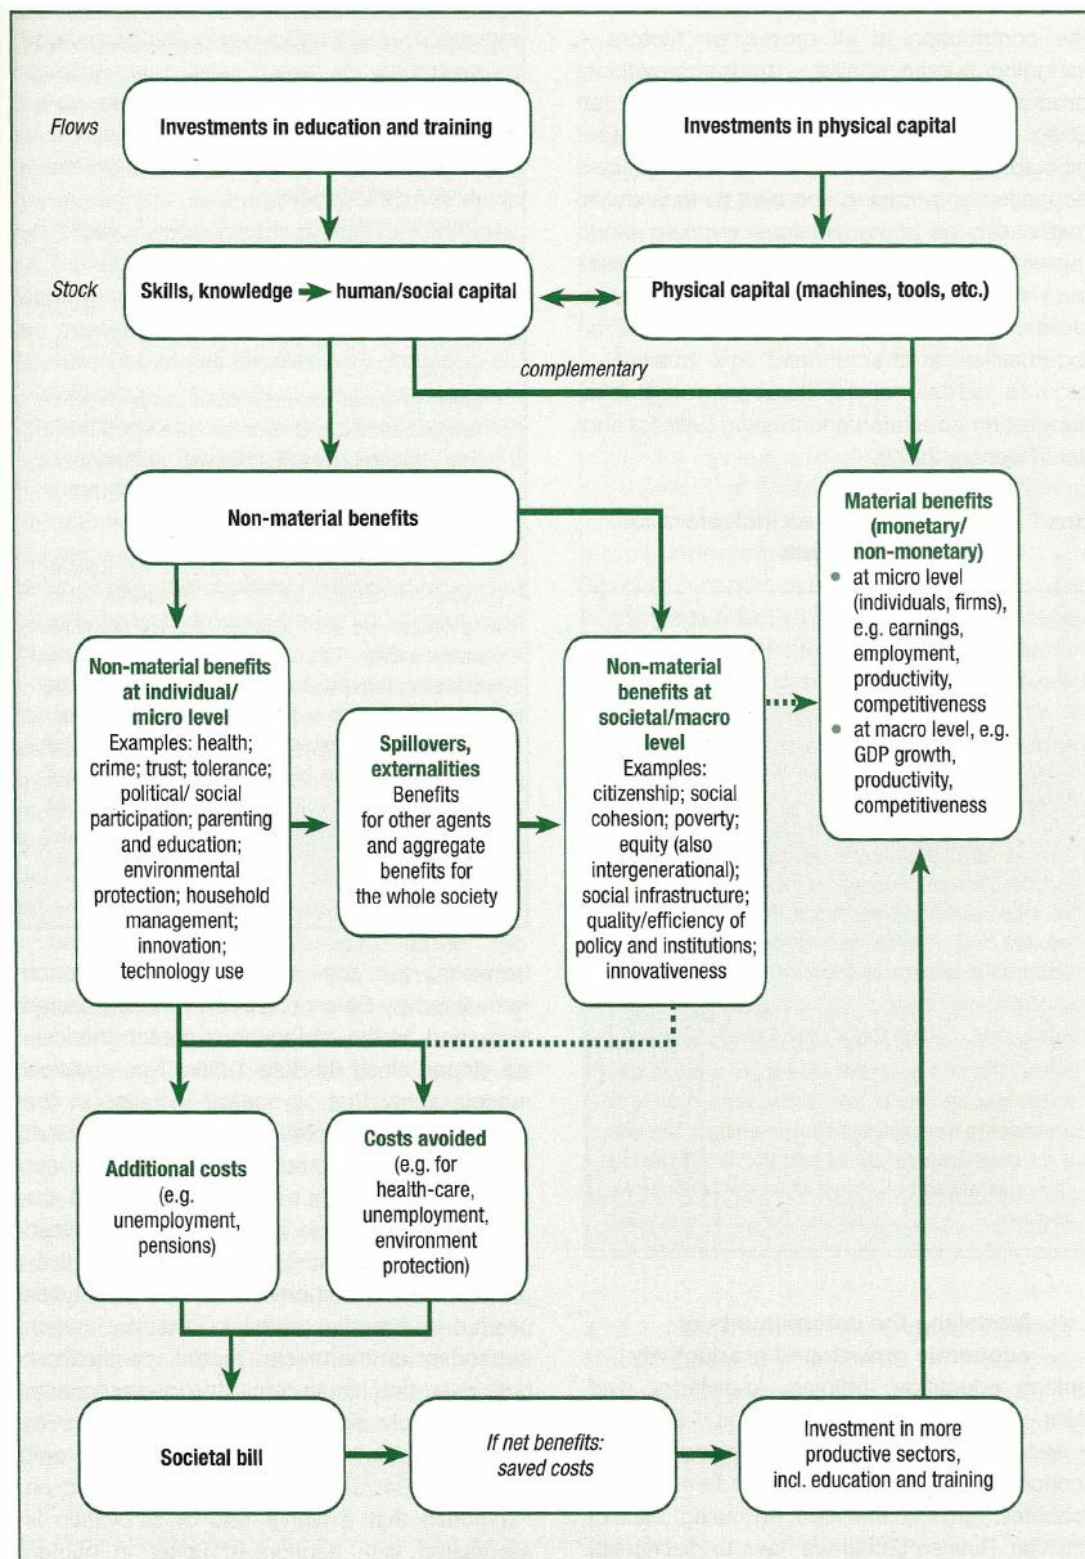 Flows
Investments in education and training
Investments in physical capital
Stock
Skills, knowledge
human/social capital
Physical capital (machines, tools, etc.)
complementary
Non-material benefits
Material benefits
(monetary/
non-monetary)
at micro level
(individuals, firms),
e.g. earnings,
employment,
productivity,
competitiveness
at macro level, e.g.
GDP growth,
productivity,
competitiveness
Non-material benefits
at individual/
micro level
Examples: health;
crime; trust; tolerance;
political/ social
participation; parenting
and education;
environmental
protection; household
management;
innovation;
technology use
Spillovers,
externalities
Benefits
for other agents
and aggregate
benefits for
the whole society
Non-material
benefits at
societal/macro
level
Examples:
citizenship; social
cohesion; poverty;
equity (also
intergenerational);
social infrastructure;
quality/efficiency of
policy and institutions;
innovativeness
Additional costs
(e.g.
unemployment,
pensions)
Costs avoided
(e.g. for
health-care,
unemployment,
environment
protection)
Societal bill
If net benefits:
saved costs
Investment in more
productive sectors,
incl. education and training